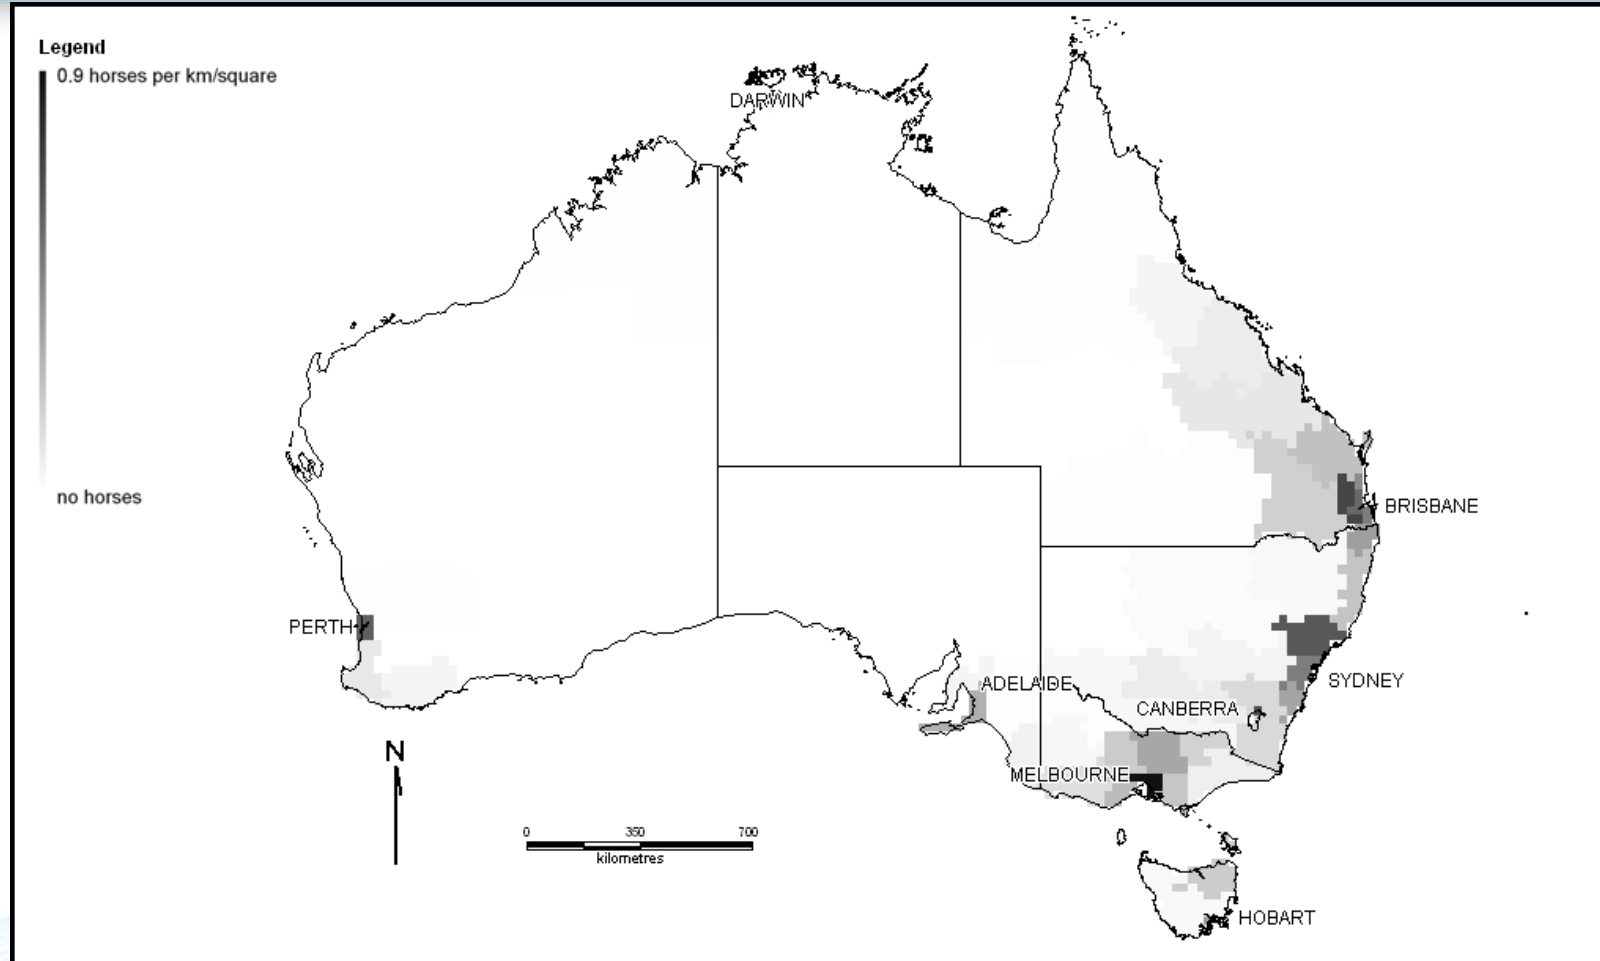 Legend
0.9 horses per km/square
no horses
DARWIN
BRISBANE
PERTH
ADELAIDE
SYDNEY
CANBERRA
MELBOURNE
N
0 350 700
kilometres
HOBART